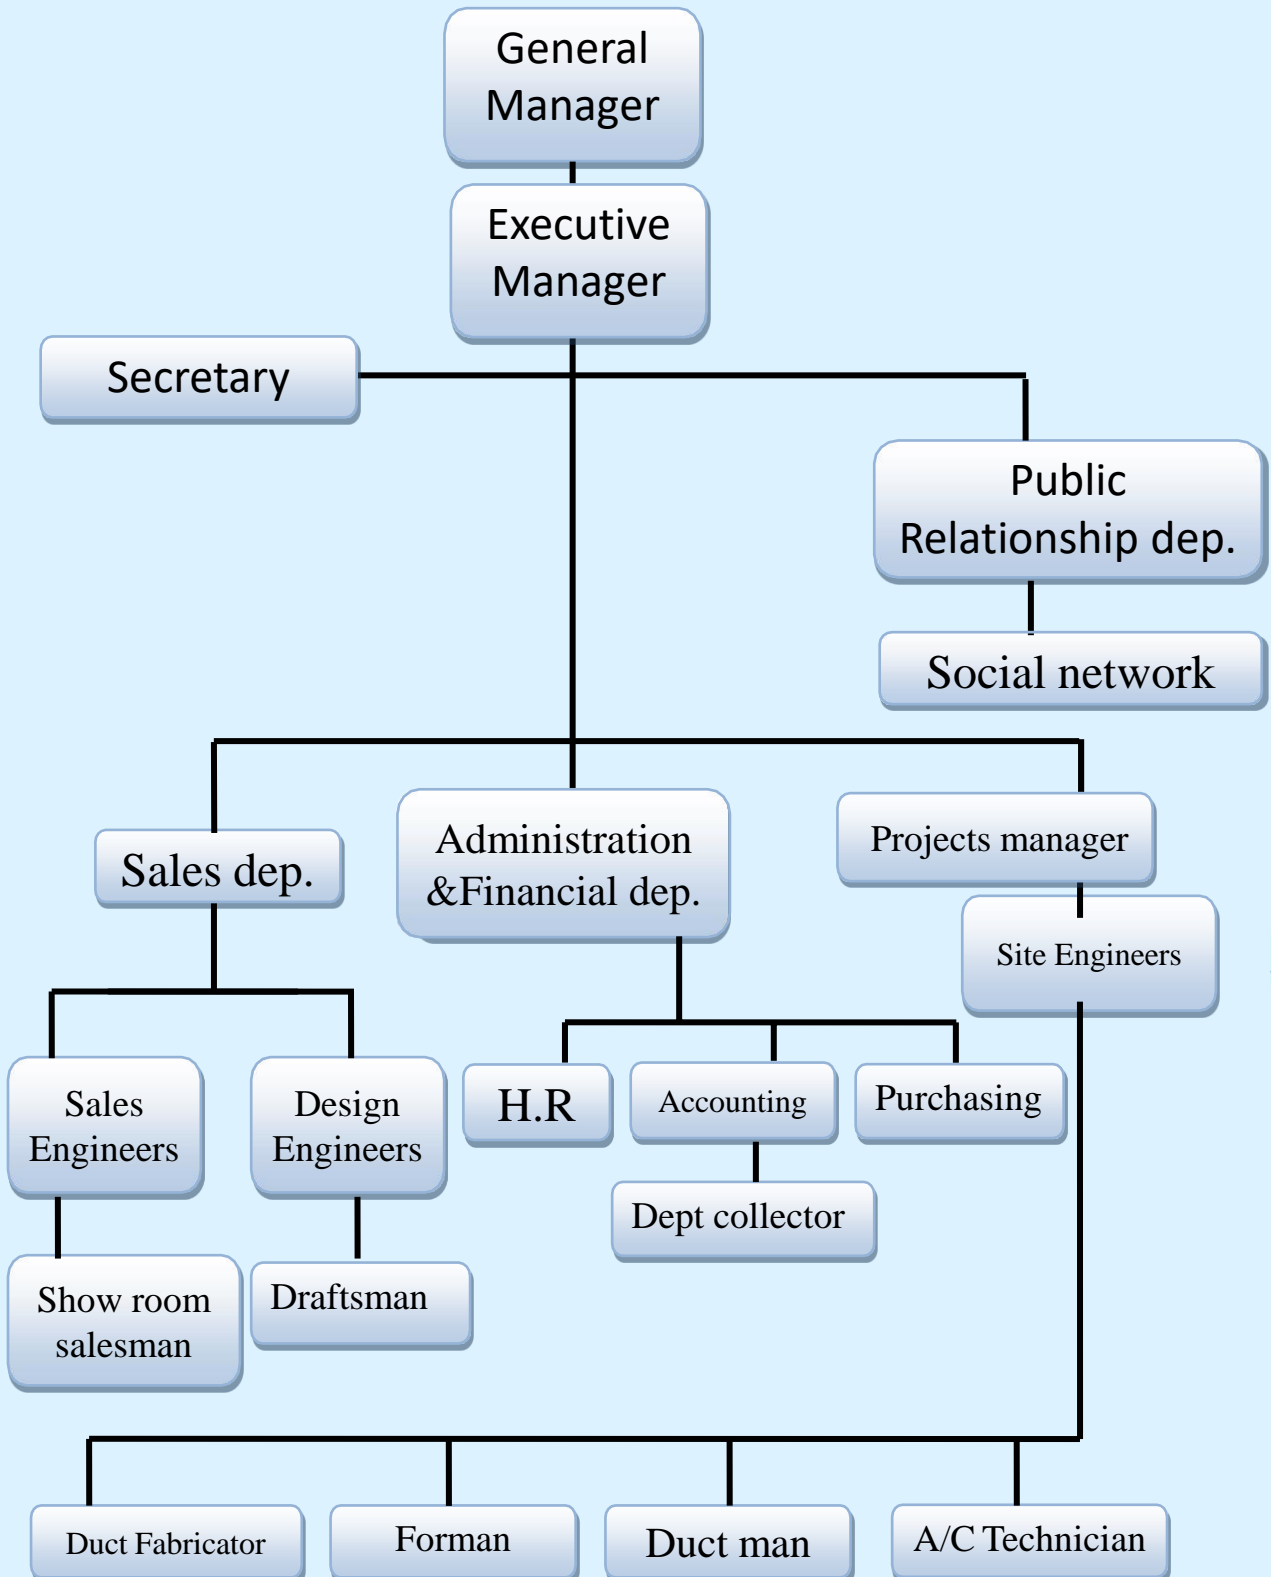 General
Manager
Executive
Manager
Secretary
Public
Relationship dep.
Social network
Sales dep.
Administration
&Financial dep.
Projects manager
Site Engineers
Sales
Engineers
Design
Engineers
H.R
Accounting
Purchasing
Dept collector
Show room
salesman
Draftsman
Duct Fabricator
Forman
Duct man
A/C Technician